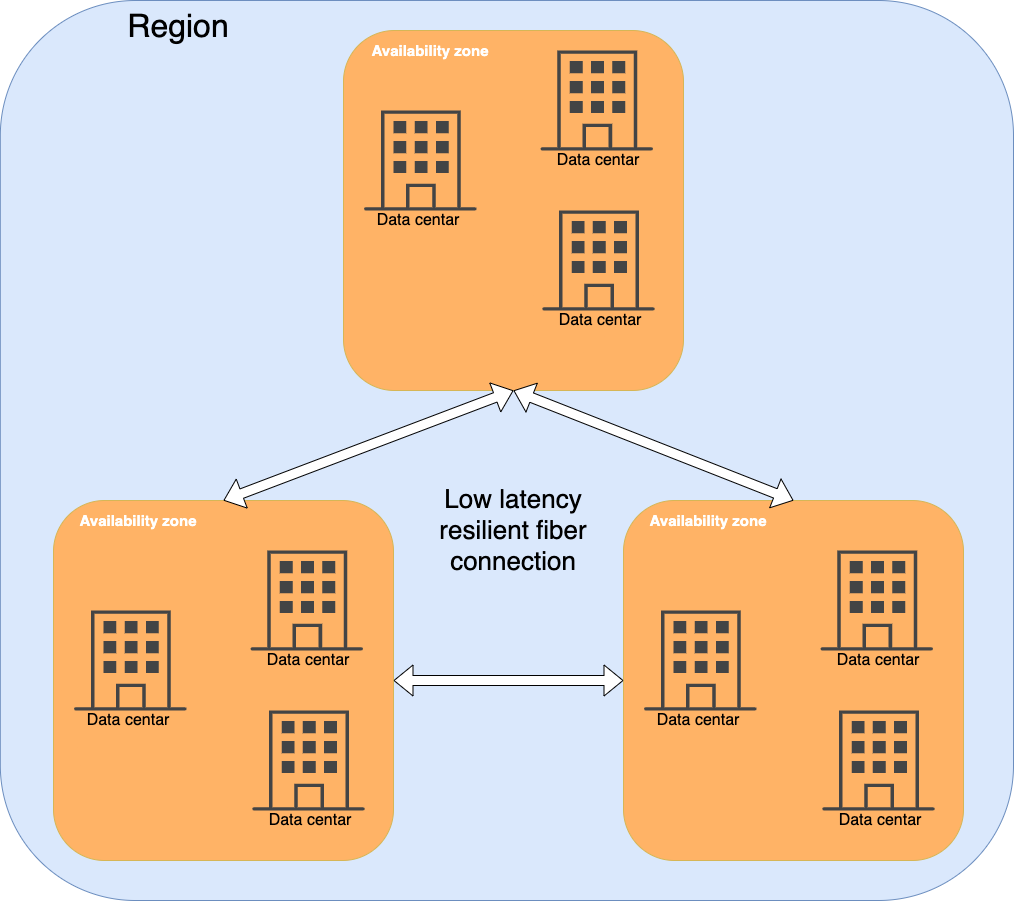 Region
Availability zone
Data centar
Data centar
Data centar
Low latency
resilient fiber
connection
Availability zone
Data centar
Data centar
Data centar
Availability zone
Data centar
Data centar
Data centar